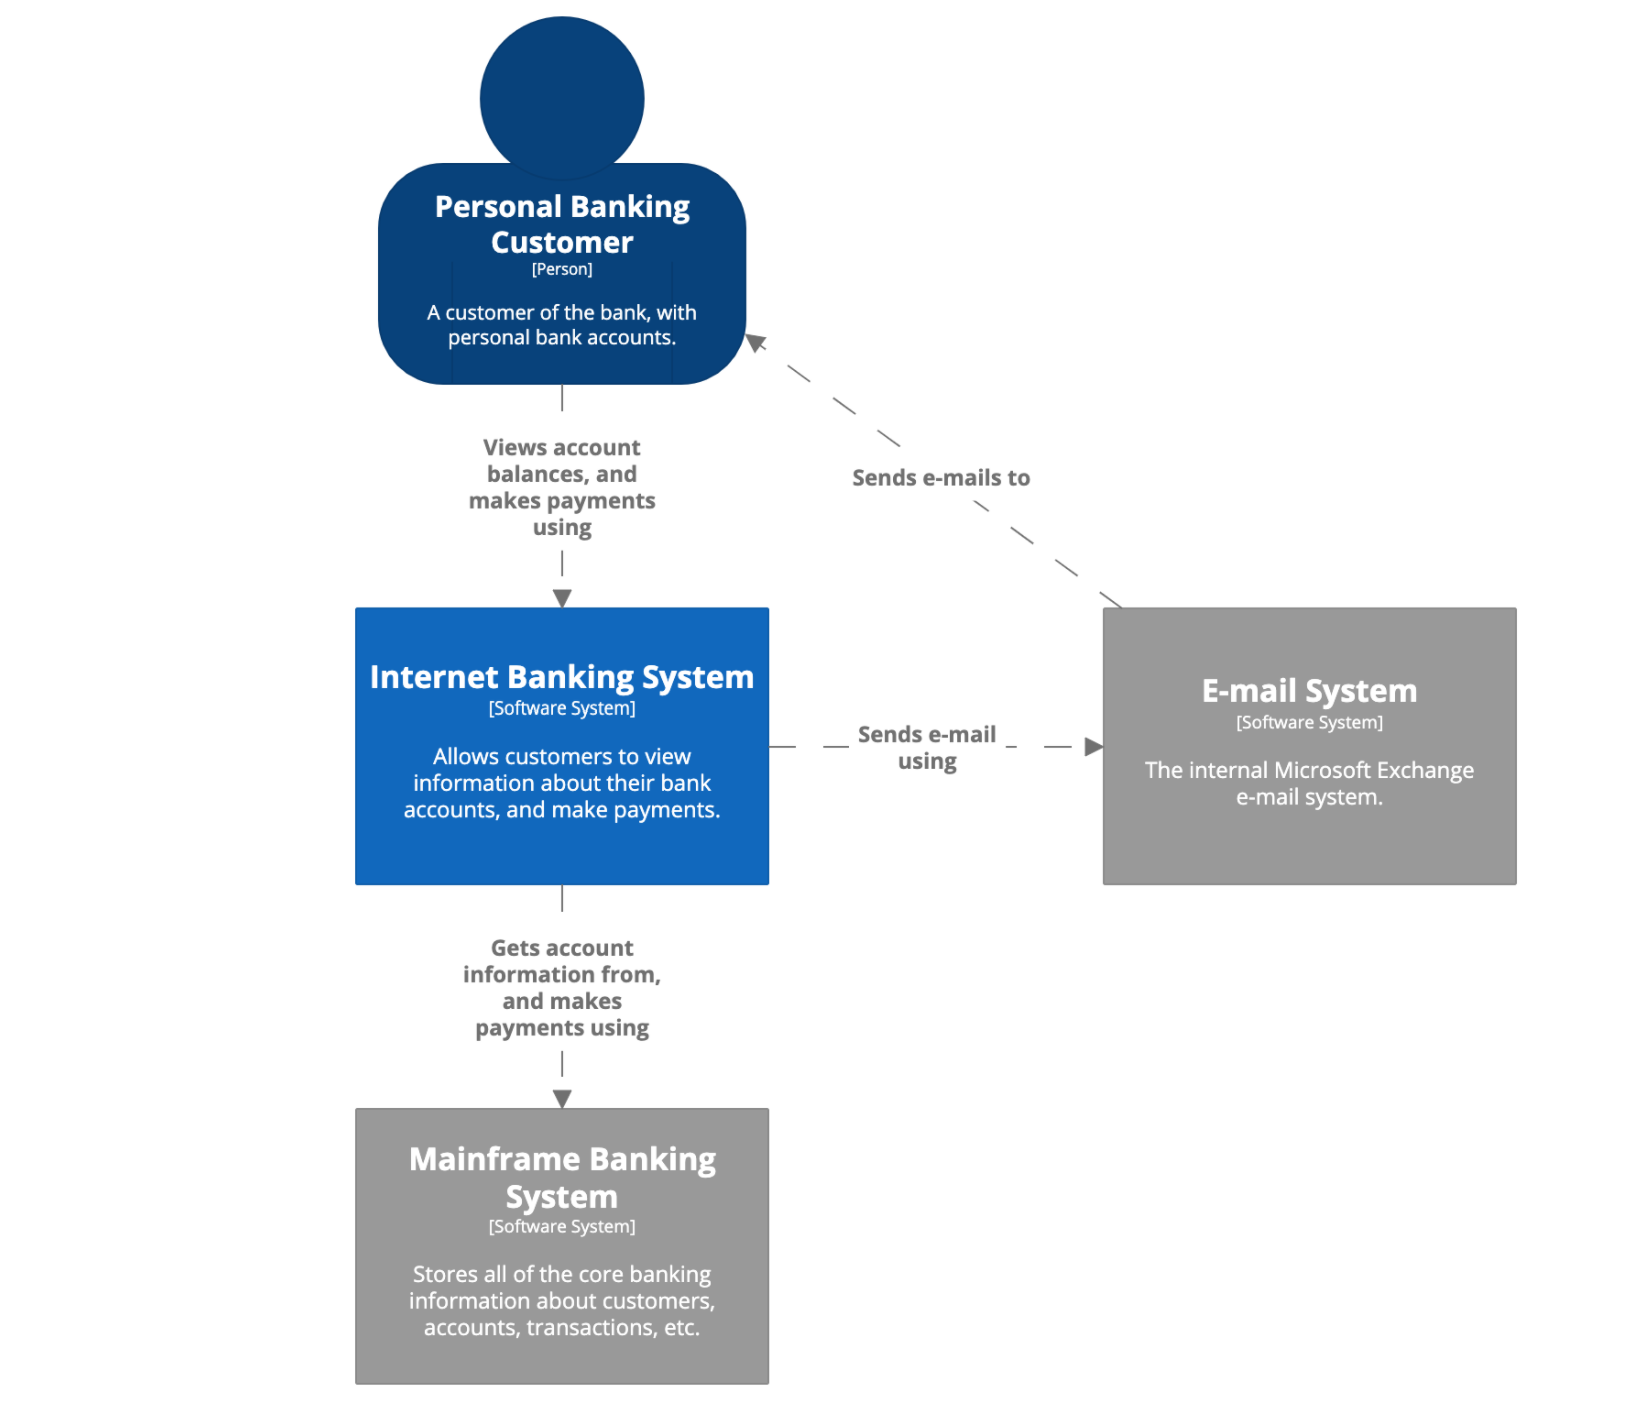 Personal Banking
Customer
[Person]
A customer of the bank, with
personal bank accounts.
Views account
balances, and
makes payments
using
Sends e-mails to
Internet Banking System
[Software System]
Allows customers to view
information about their bank
accounts, and make payments.
Sends e-mail
using
E-mail System
[Software System]
The internal Microsoft Exchange
e-mail system.
Gets account
information from,
and makes
payments using
Mainframe Banking
System
[Software System]
Stores all of the core banking
information about customers,
accounts, transactions, etc.